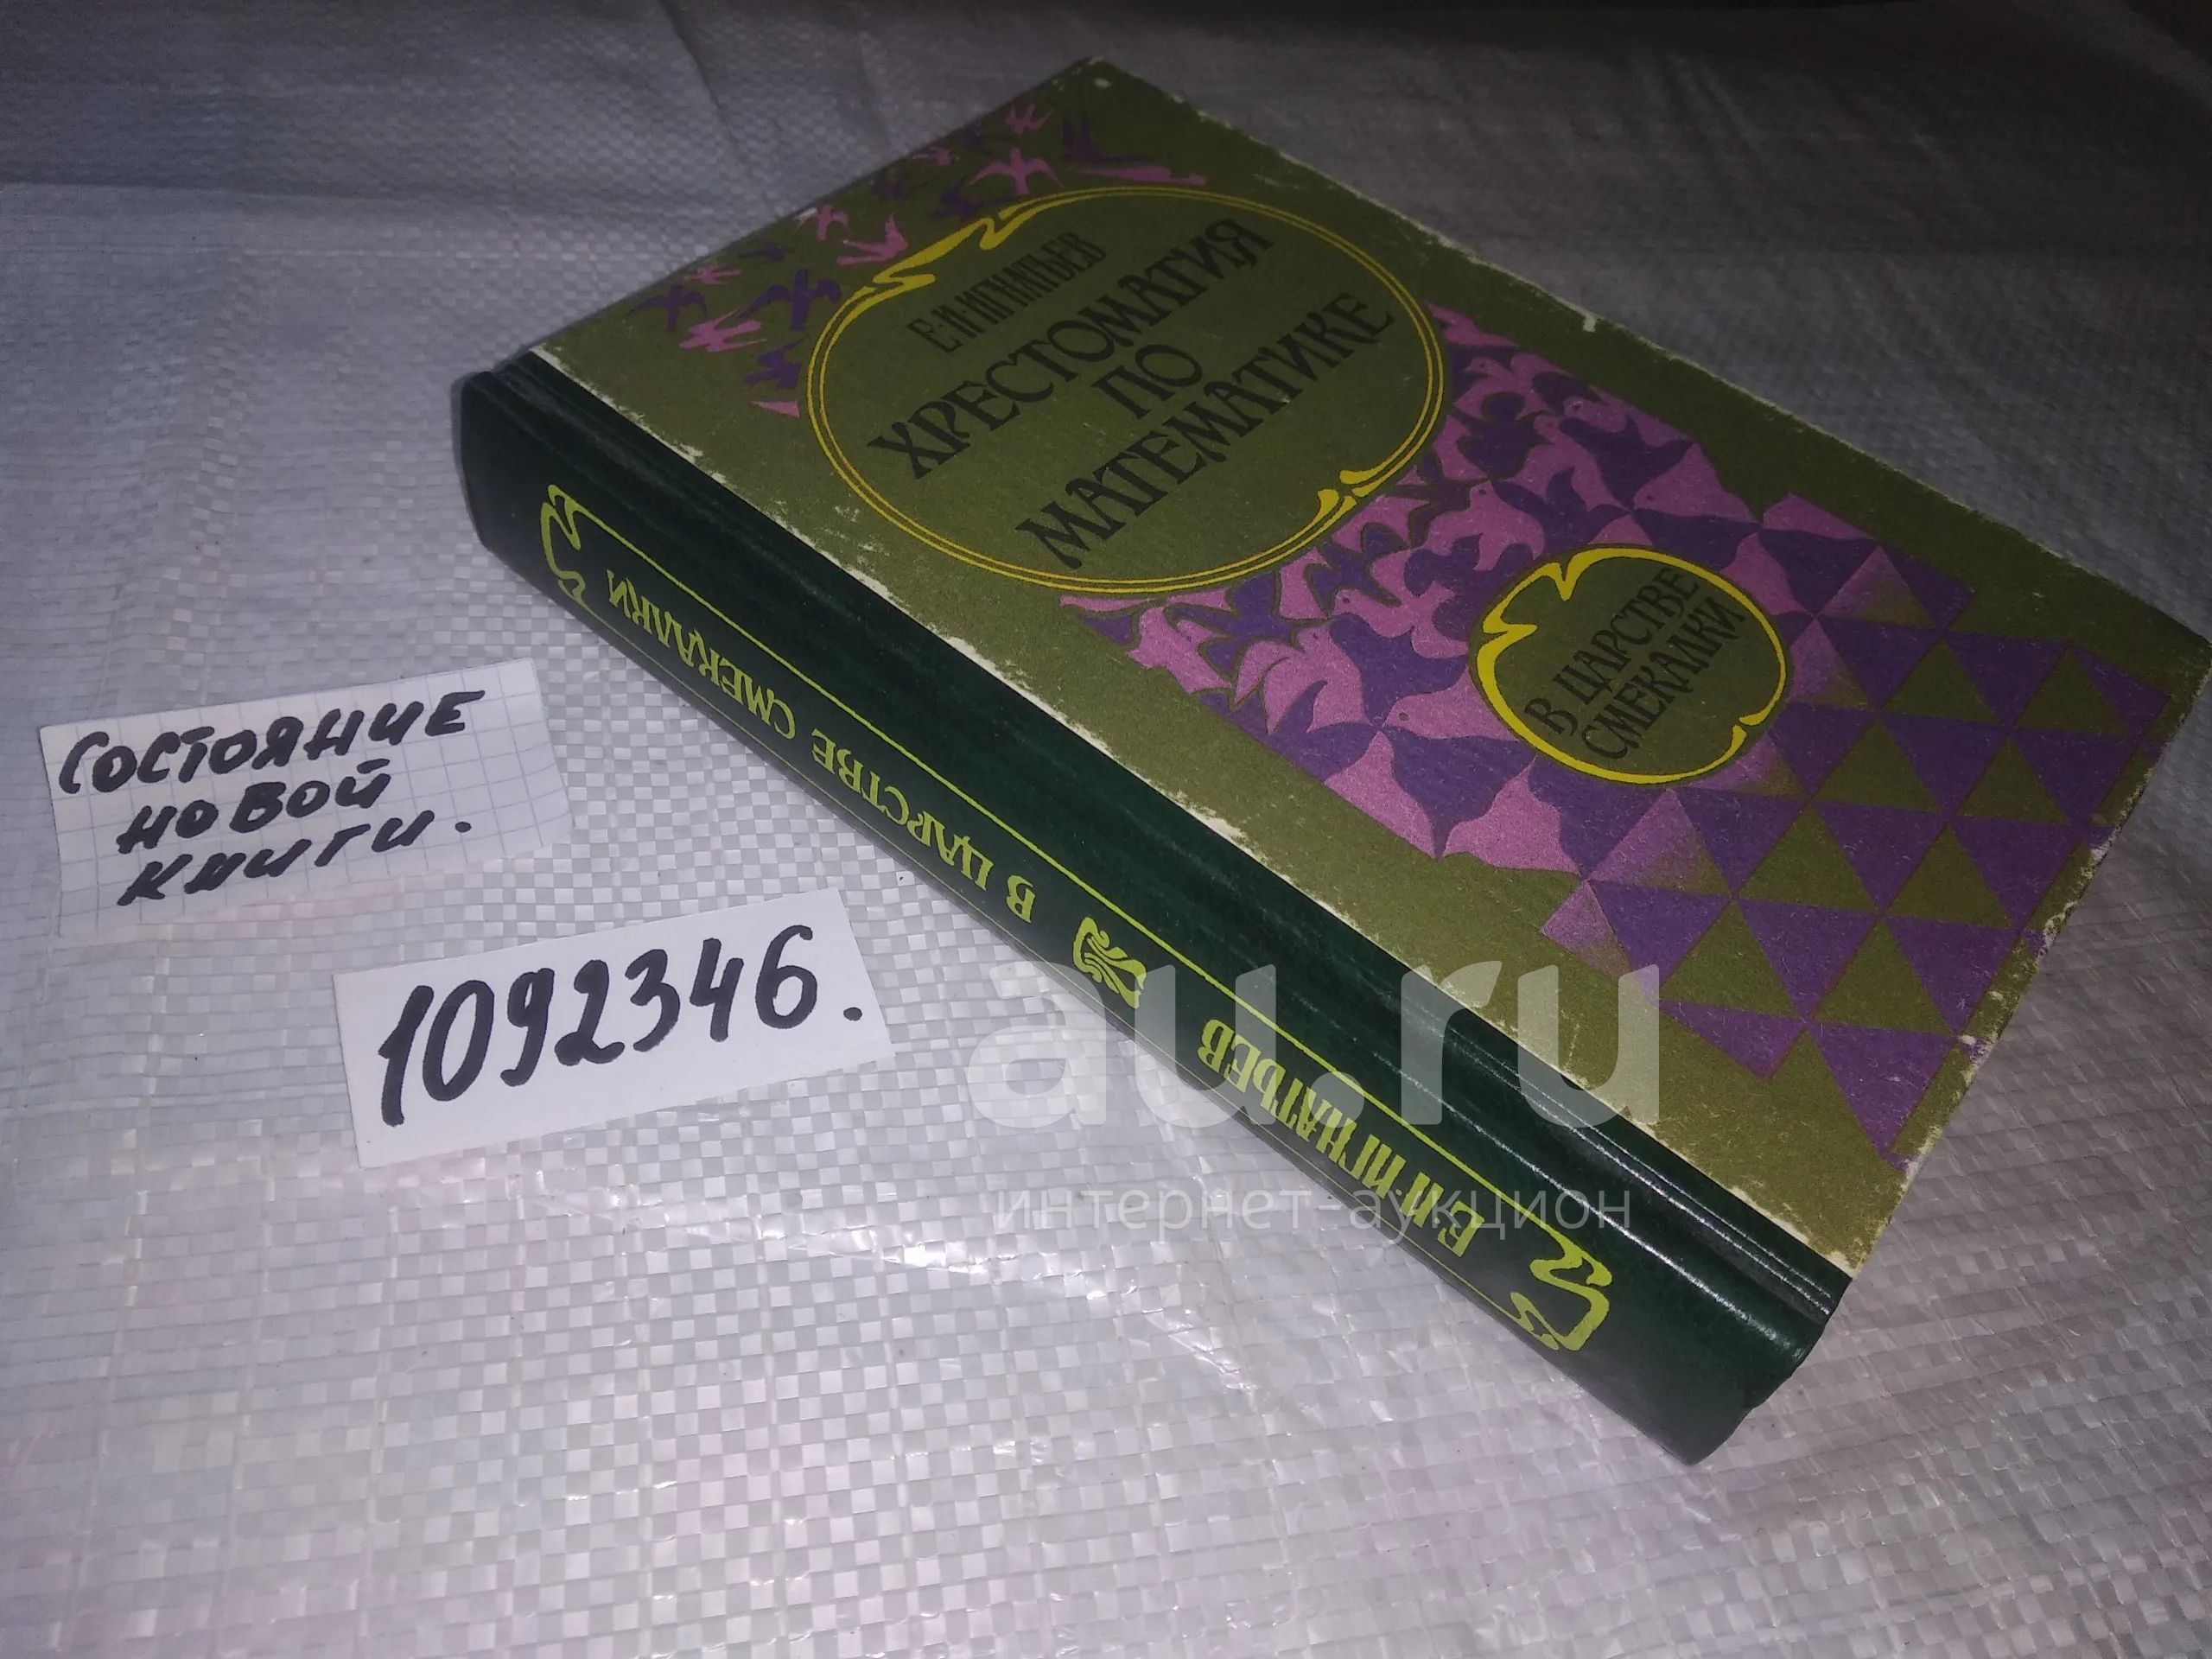 Е·И·ИГНАТЬЕВ
ХРЕСТОМАТИЯ
ПО
МАТЕМАТИКЕ
В ЦАРСТВЕ
СМЕКАЛКИ
Е·И·ИГНАТЬЕВ
В ЦАРСТВЕ СМЕКАЛКИ
СОСТОЯНИЕ
НОВОЙ
КНИГИ.
1092346.
au.ru
интернет-аукцион